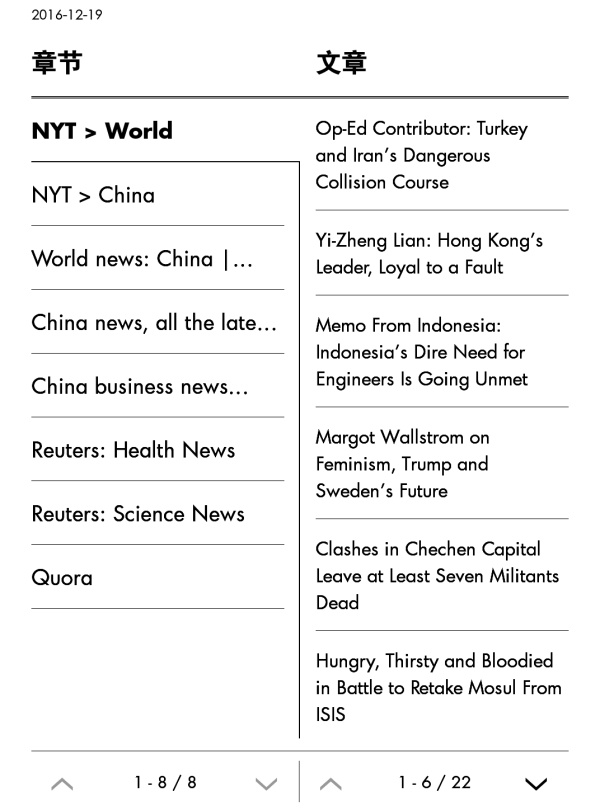 2016-12-19
章节
文章
NYT > World
NYT > China
World news: China |...
China news, all the late...
China business news...
Reuters: Health News
Reuters: Science News
Quora
Op-Ed Contributor: Turkey
and Iran's Dangerous
Collision Course
Yi-Zheng Lian: Hong Kong's
Leader, Loyal to a Fault
Memo From Indonesia:
Indonesia's Dire Need for
Engineers Is Going Unmet
Margot Wallstrom on
Feminism, Trump and
Sweden's Future
Clashes in Chechen Capital
Leave at Least Seven Militants
Dead
Hungry, Thirsty and Bloodied
in Battle to Retake Mosul From
ISIS
1 - 8 / 8
1 - 6 / 22